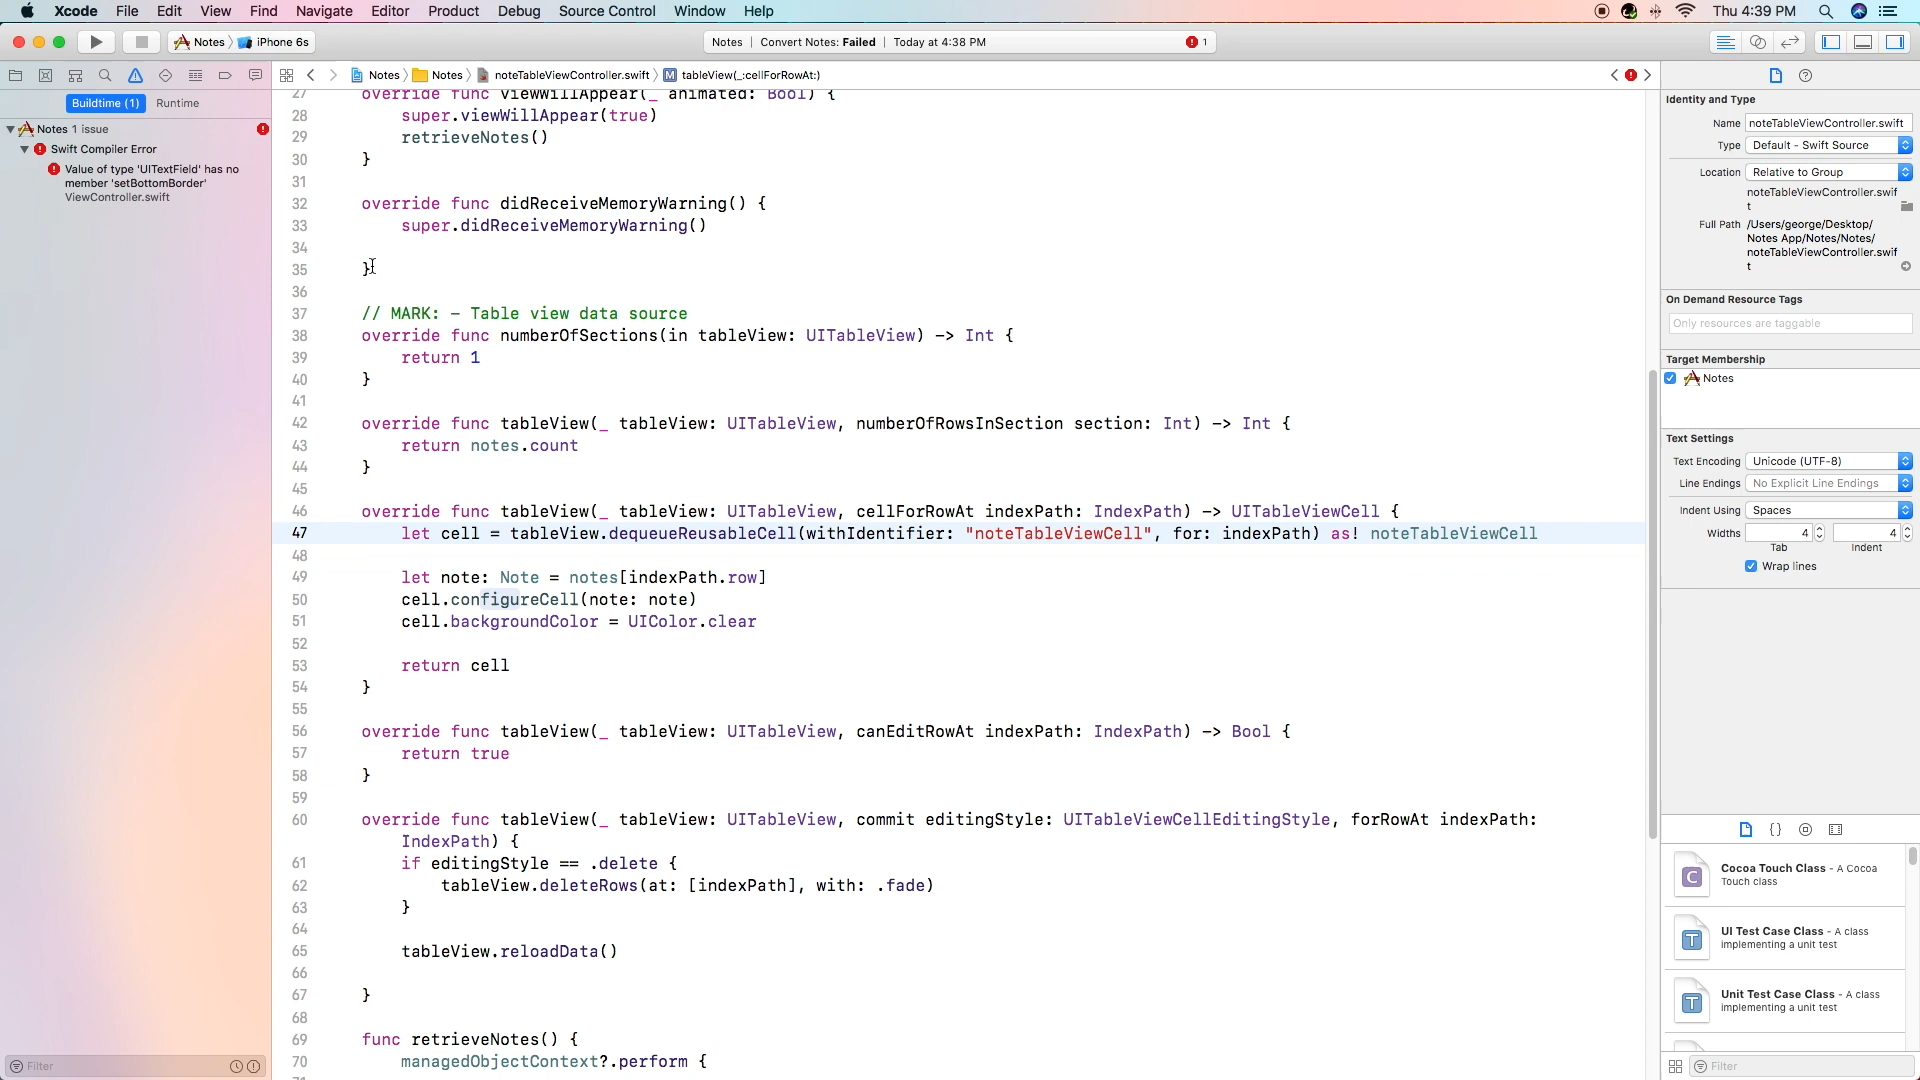 Xcode File Edit View Find Navigate Editor Product Debug Source Control Window Help Thu 4:39 PM
Notes iPhone 6s Notes | Convert Notes: Failed | Today at 4:38 PM 1
Notes Notes noteTableViewController.swift M tableView(_:cellForRowAt:)
Buildtime (1) Runtime
Notes 1 issue
Swift Compiler Error
Value of type 'UITextField' has no
member 'setBottomBorder'
ViewController.swift
Filter
27 override func viewWillAppear(_ animated: Bool) {
28 super.viewWillAppear(true)
29 retrieveNotes()
30 }
31
32 override func didReceiveMemoryWarning() {
33 super.didReceiveMemoryWarning()
34
35 }
36
37 // MARK: - Table view data source
38 override func numberOfSections(in tableView: UITableView) -> Int {
39 return 1
40 }
41
42 override func tableView(_ tableView: UITableView, numberOfRowsInSection section: Int) -> Int {
43 return notes.count
44 }
45
46 override func tableView(_ tableView: UITableView, cellForRowAt indexPath: IndexPath) -> UITableViewCell {
47 let cell = tableView.dequeueReusableCell(withIdentifier: "noteTableViewCell", for: indexPath) as! noteTableViewCell
48
49 let note: Note = notes[indexPath.row]
50 cell.configureCell(note: note)
51 cell.backgroundColor = UIColor.clear
52
53 return cell
54 }
55
56 override func tableView(_ tableView: UITableView, canEditRowAt indexPath: IndexPath) -> Bool {
57 return true
58 }
59
60 override func tableView(_ tableView: UITableView, commit editingStyle: UITableViewCellEditingStyle, forRowAt indexPath:
IndexPath) {
61 if editingStyle == .delete {
62 tableView.deleteRows(at: [indexPath], with: .fade)
63 }
64
65 tableView.reloadData()
66
67 }
68
69 func retrieveNotes() {
70 managedObjectContext?.perform {
Identity and Type
Name noteTableViewController.swift
Type Default - Swift Source
Location Relative to Group
noteTableViewController.swif
t
Full Path /Users/george/Desktop/
Notes App/Notes/Notes/
noteTableViewController.swif
t
On Demand Resource Tags
Only resources are taggable
Target Membership
Notes
Text Settings
Text Encoding Unicode (UTF-8)
Line Endings No Explicit Line Endings
Indent Using Spaces
Widths 4 4
Tab Indent
Wrap lines
{}
C Cocoa Touch Class - A Cocoa
Touch class
T UI Test Case Class - A class
implementing a unit test
T Unit Test Case Class - A class
implementing a unit test
Filter